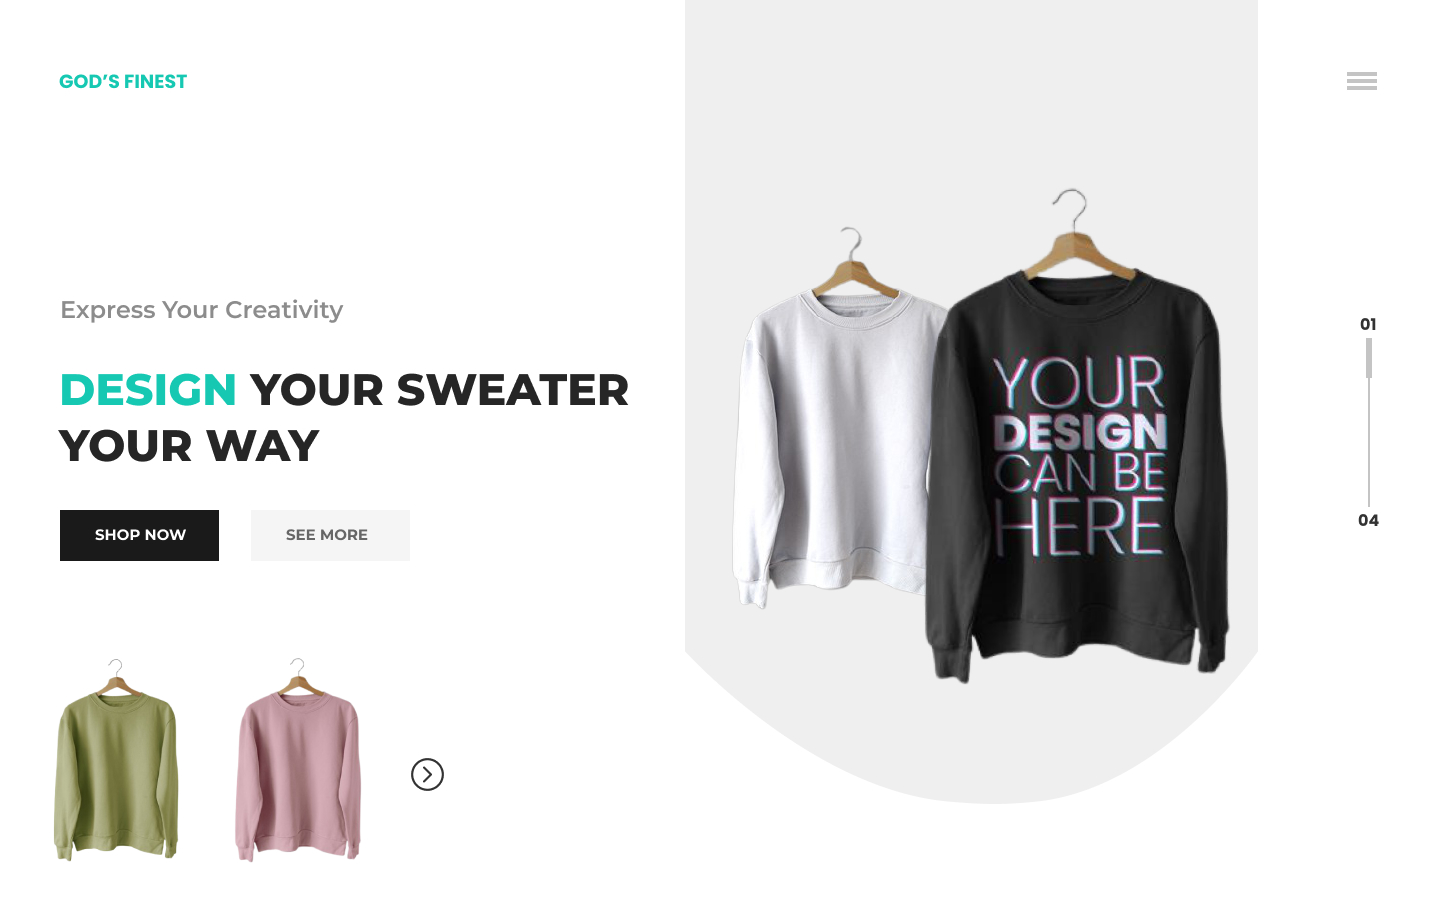 GOD’S FINEST
Express Your Creativity
DESIGN YOUR SWEATER
YOUR WAY
SHOP NOW
SEE MORE
YOUR
DESIGN
CAN BE
HERE
01
04